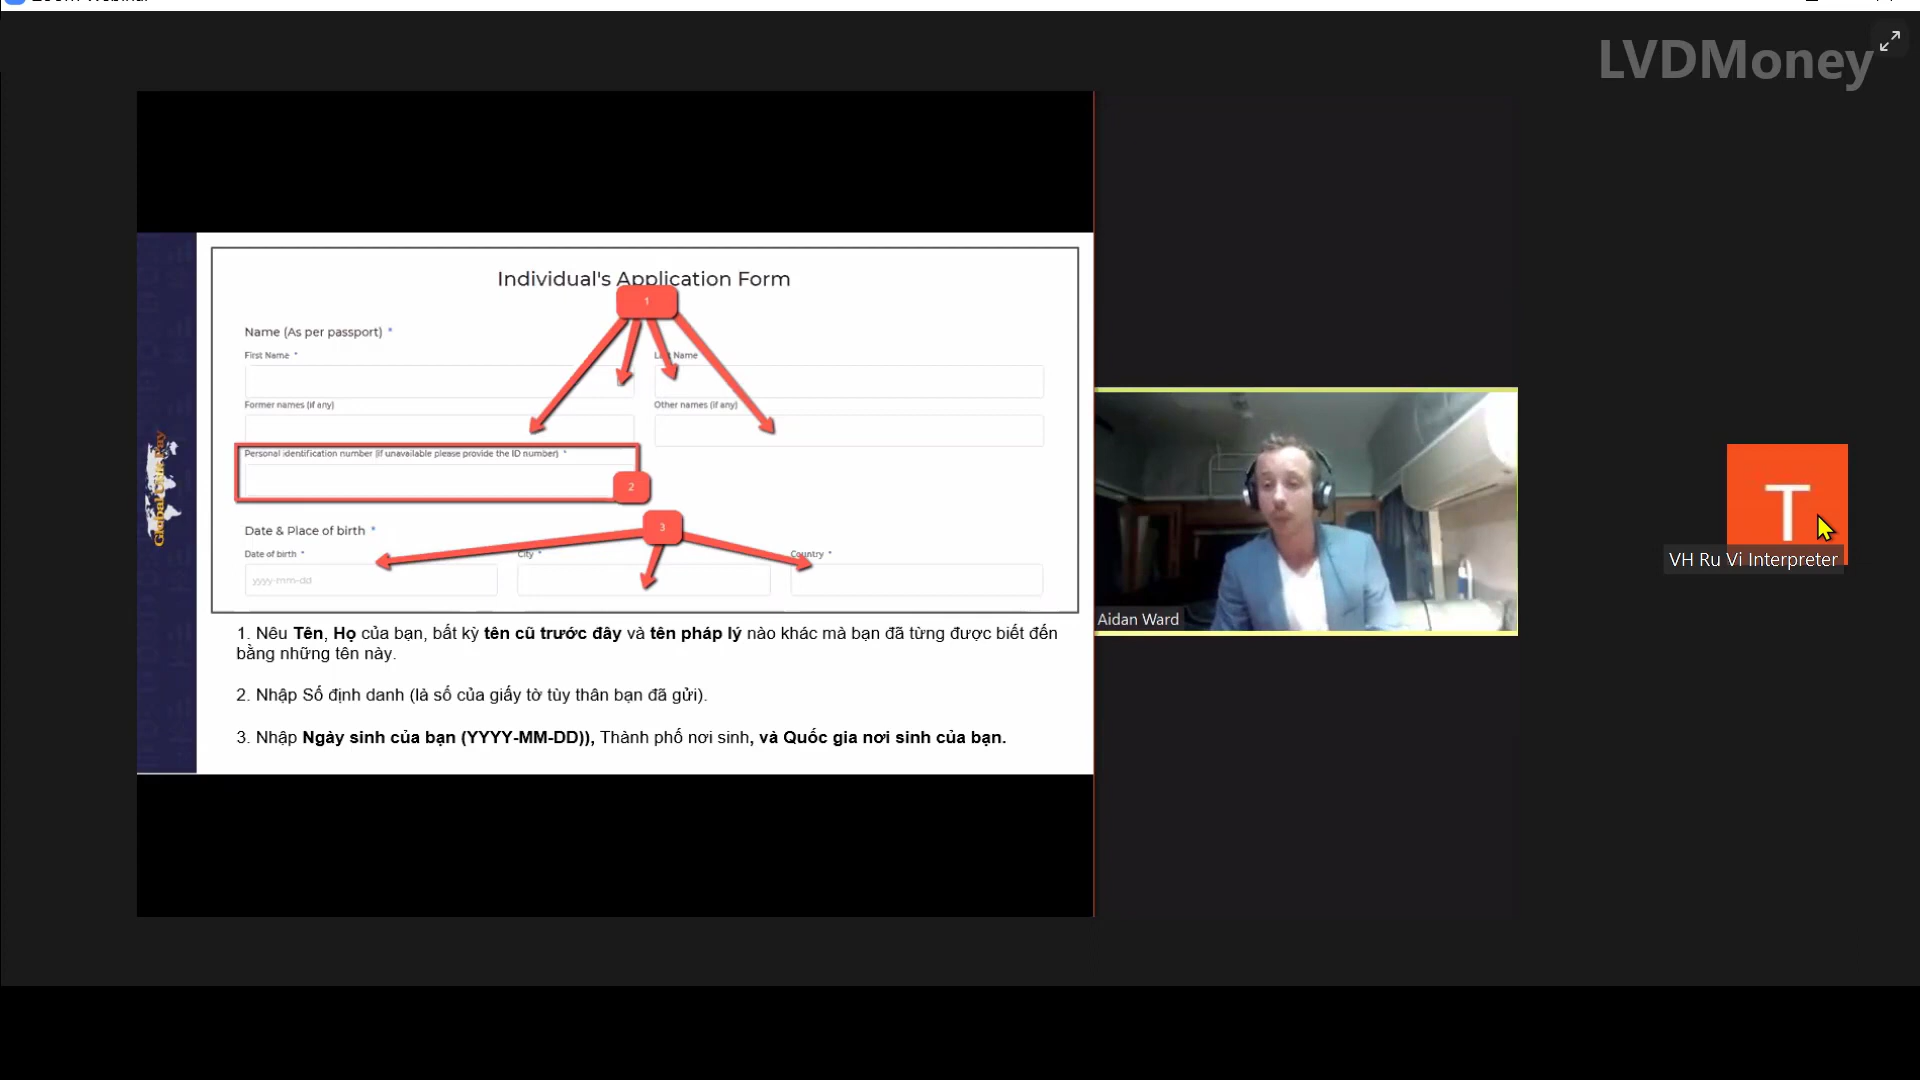 LVDMoney
Individual's Application Form
1
Name (As per passport) *
First Name *
Name
Former names (if any)
Other names (if any)
Personal identification number (if unavailable please provide the ID number) *
2
Date & Place of birth *
3
Date of birth *
City *
Country *
yyyy-mm-dd
1. Nêu Tên, Họ của bạn, bất kỳ tên cũ trước đây và tên pháp lý nào khác mà bạn đã từng được biết đến
bằng những tên này.
2. Nhập Số định danh (là số của giấy tờ tùy thân bạn đã gửi).
3. Nhập Ngày sinh của bạn (YYYY-MM-DD)), Thành phố nơi sinh, và Quốc gia nơi sinh của bạn.
Aidan Ward
T
VH Ru Vi Interpreter